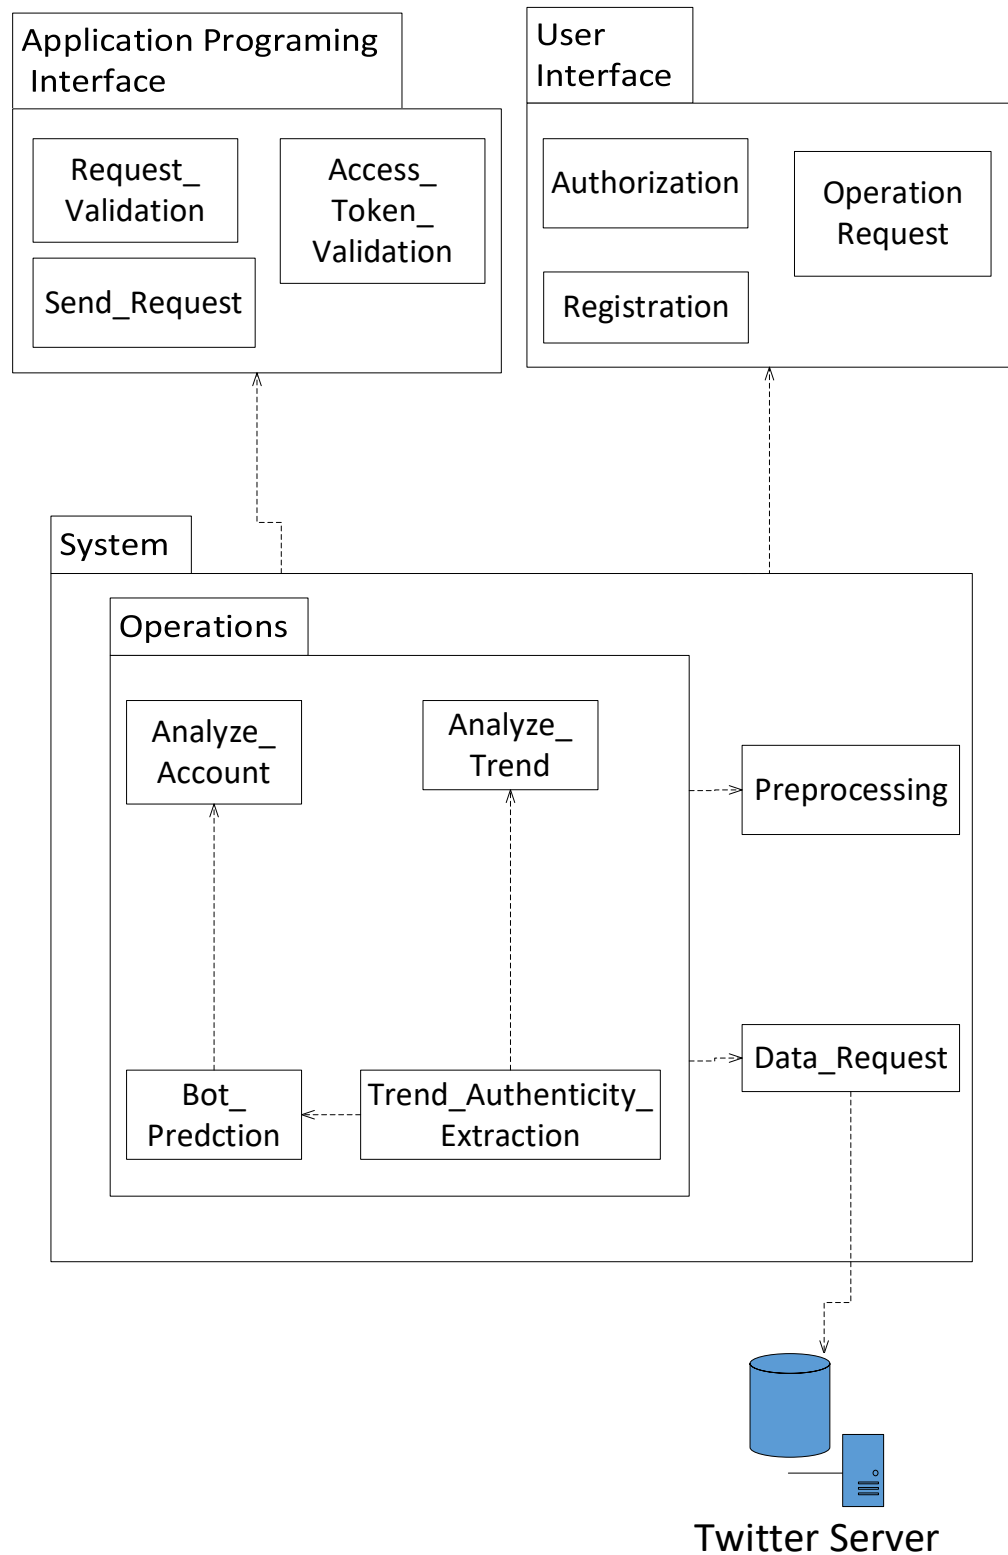 Application Programing
Interface
Request_
Validation
Access_
Token_
Validation
Send_Request
User
Interface
Authorization
Operation
Request
Registration
System
Operations
Analyze_
Account
Analyze_
Trend
Preprocessing
Bot_
Predction
Trend_Authenticity_
Extraction
Data_Request
Twitter Server